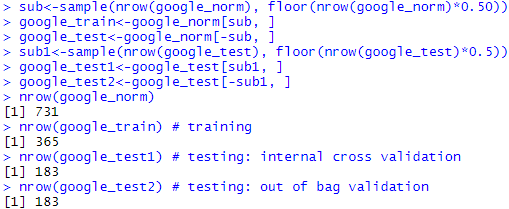 > sub<-sample(nrow(google_norm), floor(nrow(google_norm)*0.50))
> google_train<-google_norm[sub, ]
> google_test<-google_norm[-sub, ]
> sub1<-sample(nrow(google_test), floor(nrow(google_test)*0.5))
> google_test1<-google_test[sub1, ]
> google_test2<-google_test[-sub1, ]
> nrow(google_norm)
[1] 731
> nrow(google_train) # training
[1] 365
> nrow(google_test1) # testing: internal cross validation
[1] 183
> nrow(google_test2) # testing: out of bag validation
[1] 183